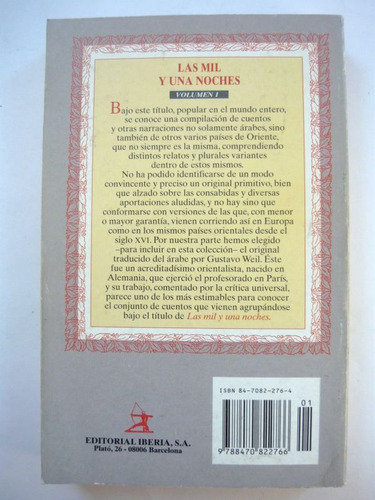 LAS MIL
Y UNA NOCHES
VOLUMEN I
Bajo este título, popular en el mundo entero,
se conoce una compilación de cuentos
y otras narraciones no solamente árabes, sino
también de otros varios países de Oriente,
que no siempre es la misma, comprendiendo
distintos relatos y plurales variantes
dentro de estos mismos.
No ha podido identificarse de un modo
convincente y preciso un original primitivo, bien
que alzado sobre las consabidas y diversas
aportaciones aludidas, y no hay sino que
conformarse con versiones de las que, con menor
o mayor garantía, vienen corriendo así en Europa
como en los mismos países orientales desde el
siglo XVI. Por nuestra parte hemos elegido
–para incluir en esta colección– el original
traducido del árabe por Gustavo Weil. Éste
fue un acreditadísimo orientalista, nacido en
Alemania, que ejerció el profesorado en París,
y su trabajo, comentado por la crítica universal,
parece uno de los más estimables para conocer
el conjunto de cuentos que vienen agrupándose
bajo el título de Las mil y una noches.
ISBN 84-7082-276-4
01
9 788470 822766
EDITORIAL IBERIA, S.A.
Plató, 26 - 08006 Barcelona